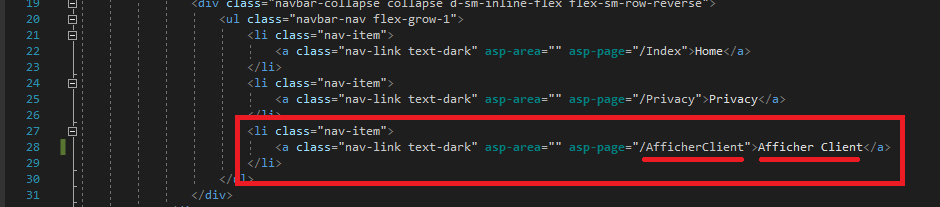 19 <div class="navbar-collapse collapse d-sm-inline-flex flex-sm-row-reverse">
20 <ul class="navbar-nav flex-grow-1">
21 <li class="nav-item">
22 <a class="nav-link text-dark" asp-area="" asp-page="/Index">Home</a>
23 </li>
24 <li class="nav-item">
25 <a class="nav-link text-dark" asp-area="" asp-page="/Privacy">Privacy</a>
26 </li>
27 <li class="nav-item">
28 <a class="nav-link text-dark" asp-area="" asp-page="/AfficherClient">Afficher Client</a>
29 </li>
30 </ul>
31 </div>